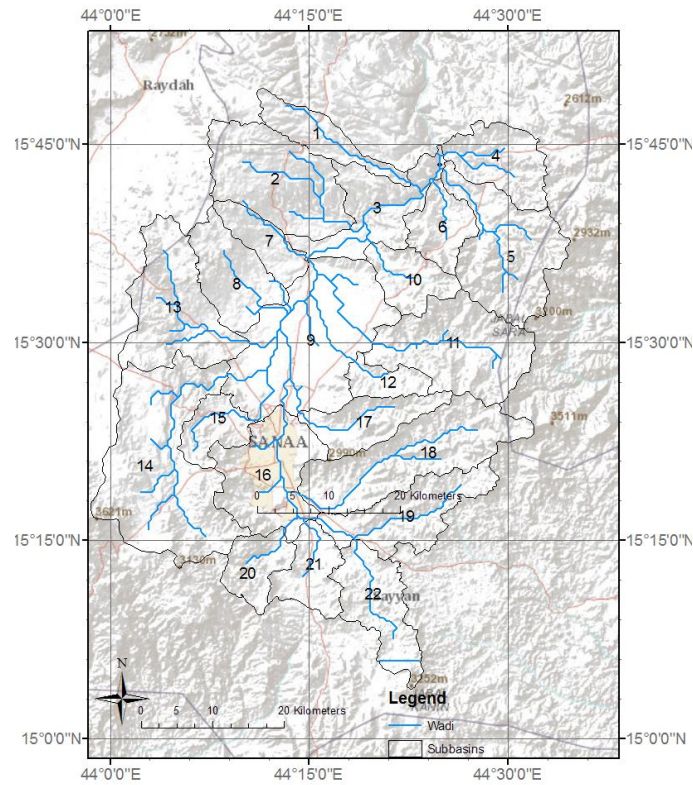 44°0'0"E 44°15'0"E 44°30'0"E
2752m
Raydah
2612m
15°45'0"N 15°45'0"N
1
4
2
3
6
7
2932m
5
8
10
13
15°30'0"N 15°30'0"N
9
11
12
15
17
3511m
SANAA
2990m
18
14
16
0 5 10 20 Kilometers
3621m
19
15°15'0"N 15°15'0"N
3130m
21
20
22
N
3252m
Legend
0 5 10 20 Kilometers
Wadi
15°0'0"N 15°0'0"N
Subbasins
44°0'0"E 44°15'0"E 44°30'0"E